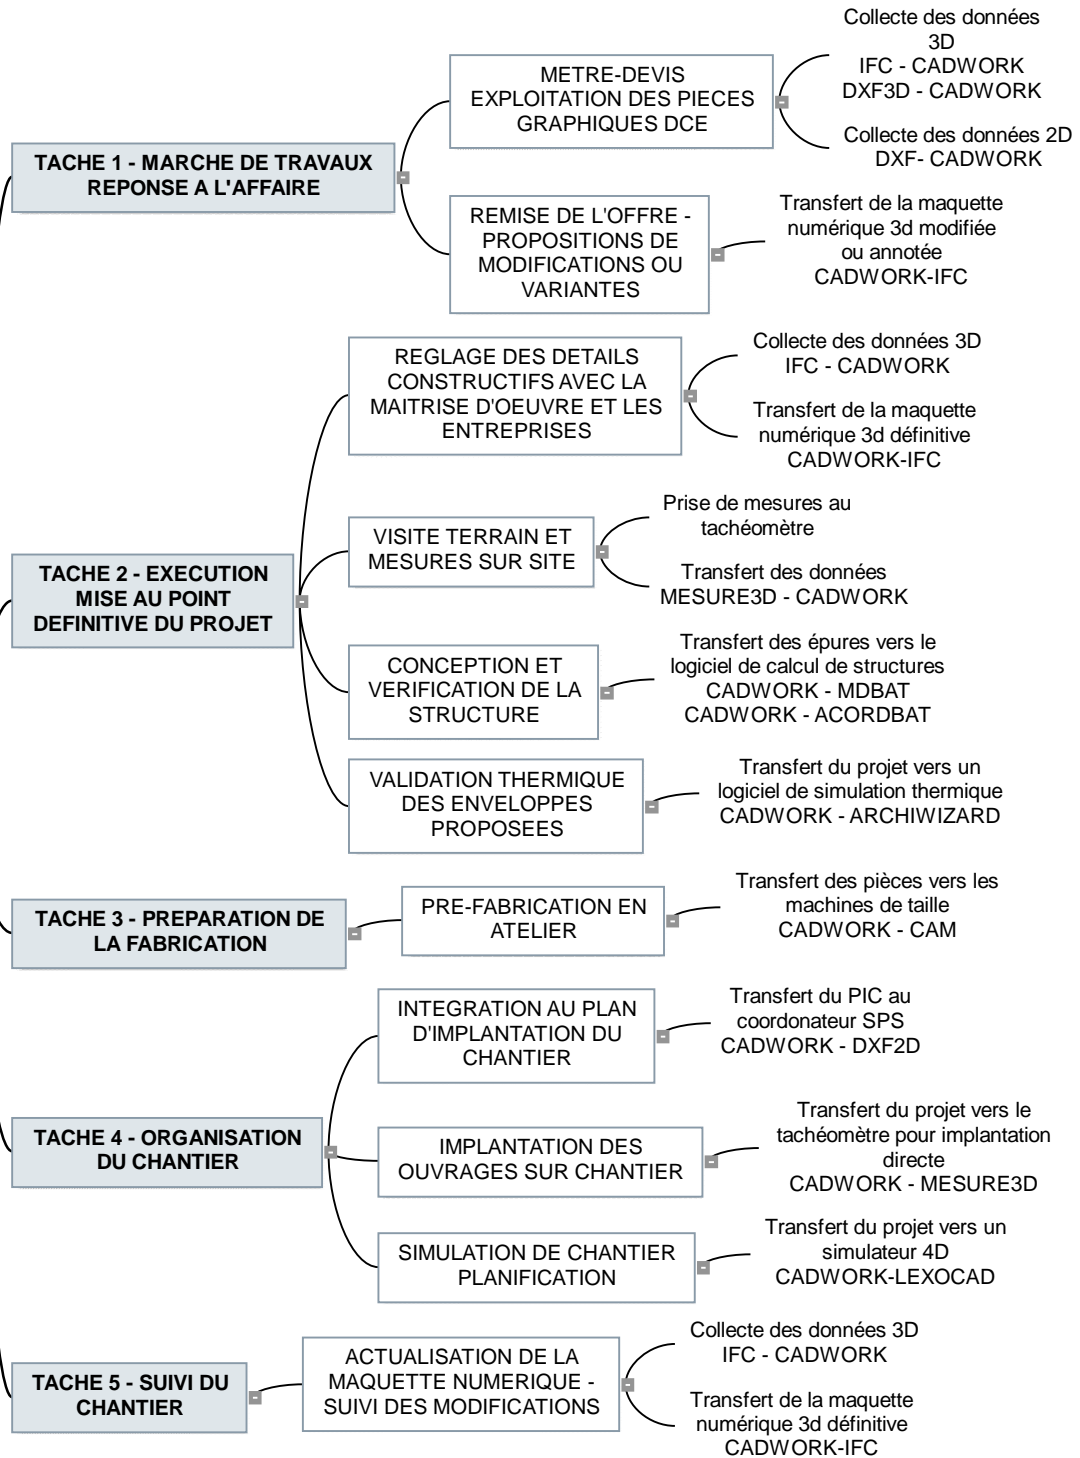 TACHE 1 - MARCHE DE TRAVAUX
REPONSE A L'AFFAIRE
METRE-DEVIS
EXPLOITATION DES PIECES
GRAPHIQUES DCE
Collecte des données
3D
IFC - CADWORK
DXF3D - CADWORK
Collecte des données 2D
DXF- CADWORK
REMISE DE L'OFFRE -
PROPOSITIONS DE
MODIFICATIONS OU
VARIANTES
Transfert de la maquette
numérique 3d modifiée
ou annotée
CADWORK-IFC
TACHE 2 - EXECUTION
MISE AU POINT
DEFINITIVE DU PROJET
REGLAGE DES DETAILS
CONSTRUCTIFS AVEC LA
MAITRISE D'OEUVRE ET LES
ENTREPRISES
Collecte des données 3D
IFC - CADWORK
Transfert de la maquette
numérique 3d définitive
CADWORK-IFC
VISITE TERRAIN ET
MESURES SUR SITE
Prise de mesures au
tachéomètre
Transfert des données
MESURE3D - CADWORK
CONCEPTION ET
VERIFICATION DE LA
STRUCTURE
Transfert des épures vers le
logiciel de calcul de structures
CADWORK - MDBAT
CADWORK - ACORDBAT
VALIDATION THERMIQUE
DES ENVELOPPES
PROPOSEES
Transfert du projet vers un
logiciel de simulation thermique
CADWORK - ARCHIWIZARD
TACHE 3 - PREPARATION DE
LA FABRICATION
PRE-FABRICATION EN
ATELIER
Transfert des pièces vers les
machines de taille
CADWORK - CAM
TACHE 4 - ORGANISATION
DU CHANTIER
INTEGRATION AU PLAN
D'IMPLANTATION DU
CHANTIER
Transfert du PIC au
coordonateur SPS
CADWORK - DXF2D
IMPLANTATION DES
OUVRAGES SUR CHANTIER
Transfert du projet vers le
tachéomètre pour implantation
directe
CADWORK - MESURE3D
SIMULATION DE CHANTIER
PLANIFICATION
Transfert du projet vers un
simulateur 4D
CADWORK-LEXOCAD
TACHE 5 - SUIVI DU
CHANTIER
ACTUALISATION DE LA
MAQUETTE NUMERIQUE -
SUIVI DES MODIFICATIONS
Collecte des données 3D
IFC - CADWORK
Transfert de la maquette
numérique 3d définitive
CADWORK-IFC